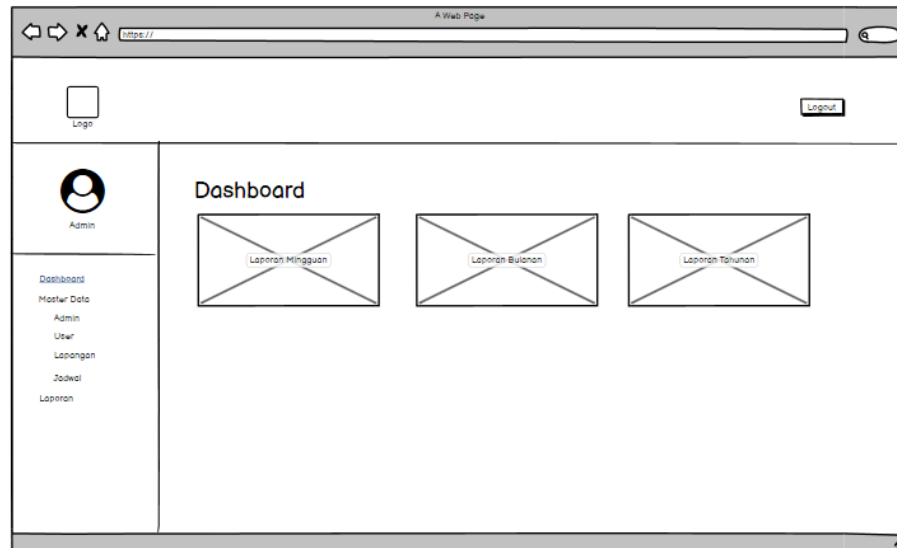 A Web Page
https://
Logo
Logout
Admin
Dashboard
Laporan Mingguan
Laporan Bulanan
Laporan Tahunan
Dashboard
Master Data
Admin
User
Lapangan
Jadwal
Laporan